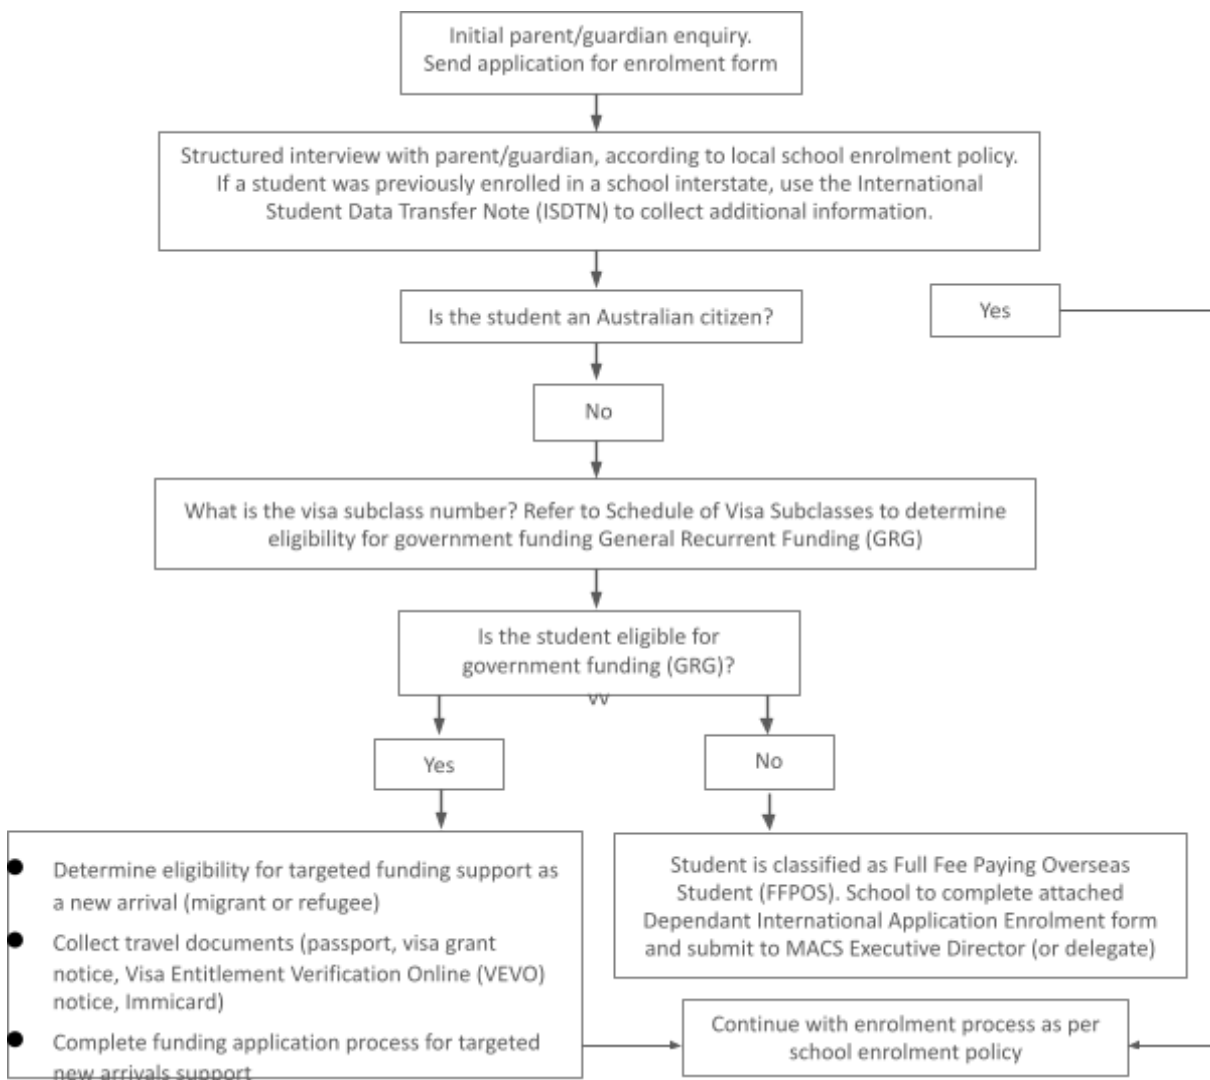 Initial parent/guardian enquiry.
Send application for enrolment form
Structured interview with parent/guardian, according to local school enrolment policy.
If a student was previously enrolled in a school interstate, use the International
Student Data Transfer Note (ISDTN) to collect additional information.
Is the student an Australian citizen?
Yes
No
What is the visa subclass number? Refer to Schedule of Visa Subclasses to determine
eligibility for government funding General Recurrent Funding (GRG)
Is the student eligible for
government funding (GRG)?
Yes
No
Determine eligibility for targeted funding support as
a new arrival (migrant or refugee)
Collect travel documents (passport, visa grant
notice, Visa Entitlement Verification Online (VEVO)
notice, Immicard)
Complete funding application process for targeted
new arrivals support
Student is classified as Full Fee Paying Overseas
Student (FFPOS). School to complete attached
Dependant International Application Enrolment form
and submit to MACS Executive Director (or delegate)
Continue with enrolment process as per
school enrolment policy